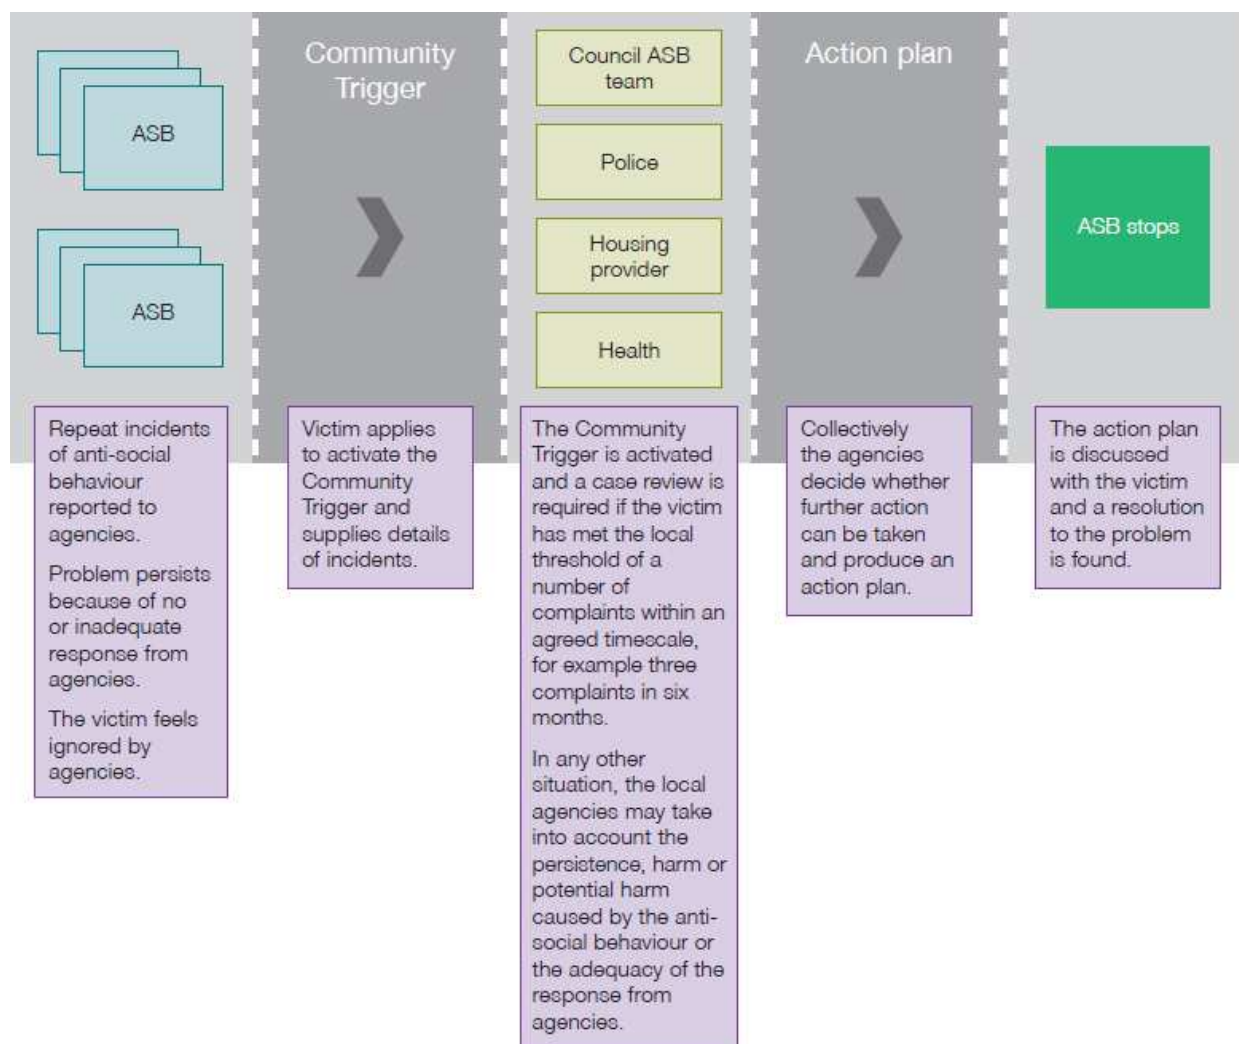 ASB
ASB
Community
Trigger
Council ASB
team
Police
Housing
provider
Health
Action plan
ASB stops
Repeat incidents
of anti-social
behaviour
reported to
agencies.
Problem persists
because of no
or inadequate
response from
agencies.
The victim feels
ignored by
agencies.
Victim applies
to activate the
Community
Trigger and
supplies details
of incidents.
The Community
Trigger is activated
and a case review is
required if the victim
has met the local
threshold of a
number of
complaints within an
agreed timescale,
for example three
complaints in six
months.
In any other
situation, the local
agencies may take
into account the
persistence, harm or
potential harm
caused by the anti-
social behaviour or
the adequacy of the
response from
agencies.
Collectively
the agencies
decide whether
further action
can be taken
and produce an
action plan.
The action plan
is discussed
with the victim
and a resolution
to the problem
is found.